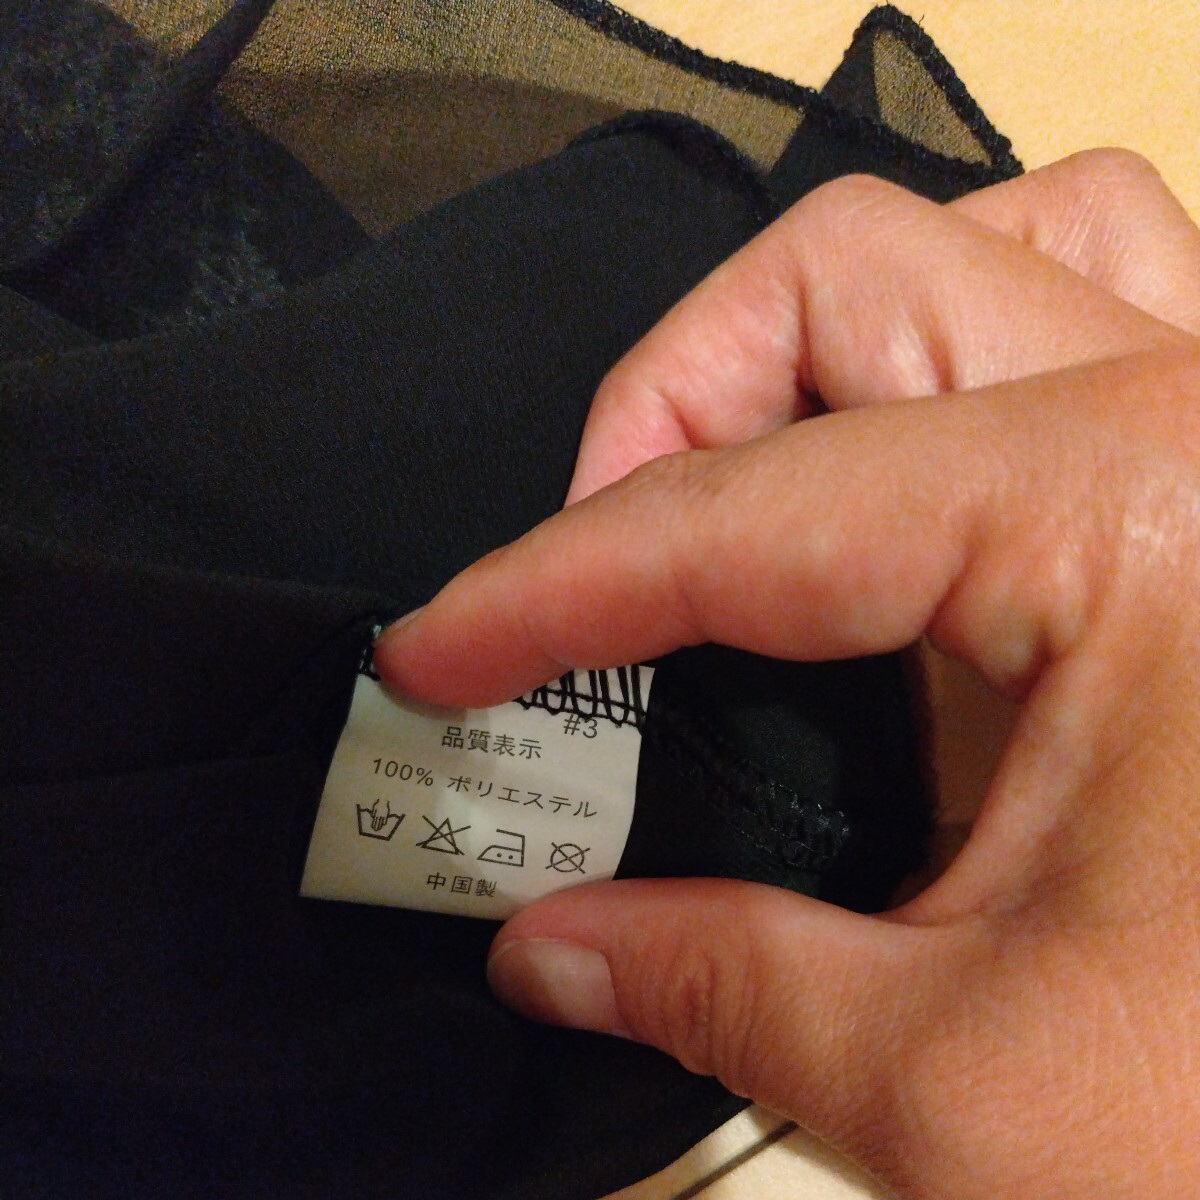 #3
品質表示
100% ポリエステル
中国製